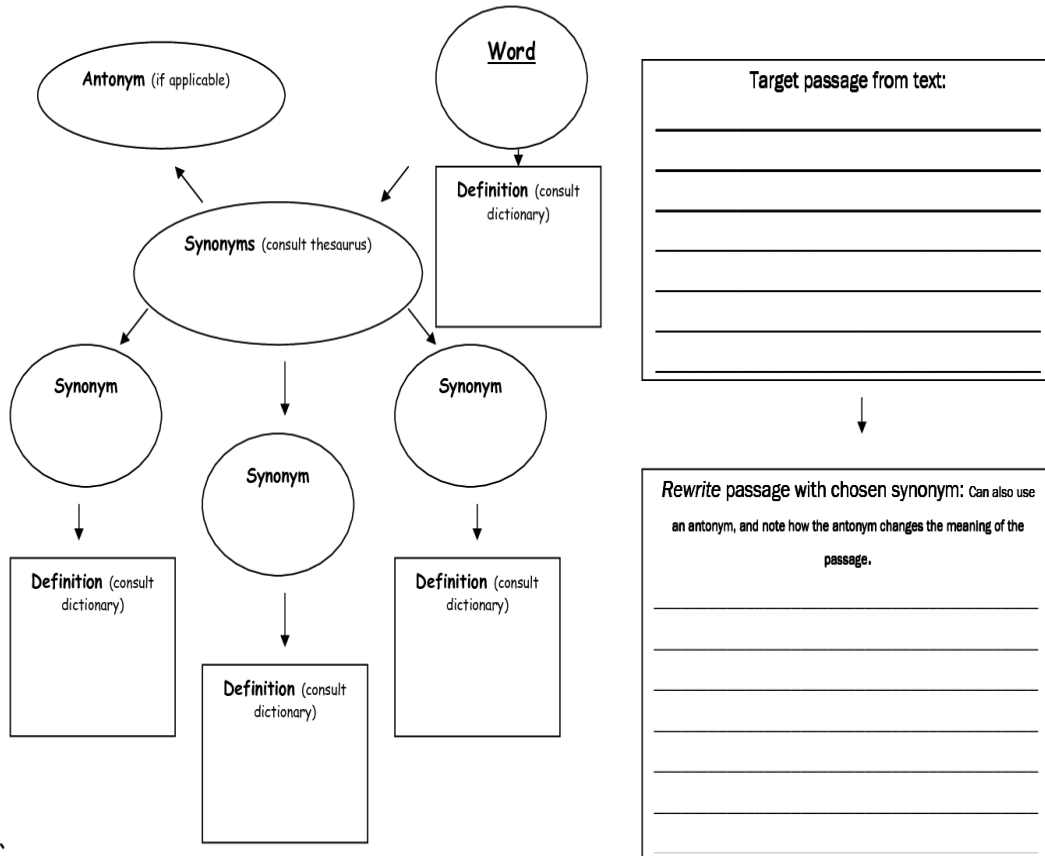 Word
Antonym (if applicable)
Definition (consult
dictionary)
Synonyms (consult thesaurus)
Synonym
Synonym
Synonym
Definition (consult
dictionary)
Definition (consult
dictionary)
Definition (consult
dictionary)
Target passage from text:
Rewrite passage with chosen synonym: Can also use
an antonym, and note how the antonym changes the meaning of the
passage.